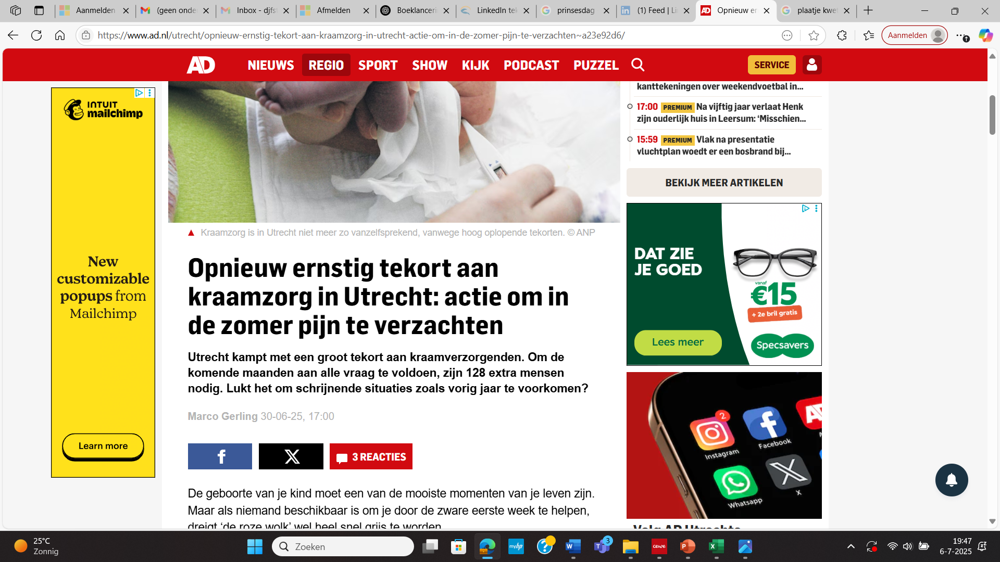 Aanmelden
(geen onde
Inbox - djfs
Afmelden
Boeklanceri
LinkedIn tek
prinsesdag
(1) Feed | Li
Opnieuw er
plaatje kwe
https://www.ad.nl/utrecht/opnieuw-ernstig-tekort-aan-kraamzorg-in-utrecht-actie-om-in-de-zomer-pijn-te-verzachten~a23e92d6/
Aanmelden
AD NIEUWS REGIO SPORT SHOW KIJK PODCAST PUZZEL SERVICE
INTUIT
mailchimp
New
customizable
popups from
Mailchimp
Learn more
Kraamzorg is in Utrecht niet meer zo vanzelfsprekend, vanwege hoog oplopende tekorten. © ANP
Opnieuw ernstig tekort aan
kraamzorg in Utrecht: actie om in
de zomer pijn te verzachten
Utrecht kampt met een groot tekort aan kraamverzorgenden. Om de
komende maanden aan alle vraag te voldoen, zijn 128 extra mensen
nodig. Lukt het om schrijnende situaties zoals vorig jaar te voorkomen?
Marco Gerling 30-06-25, 17:00
f X 3 REACTIES
De geboorte van je kind moet een van de mooiste momenten van je leven zijn.
Maar als niemand beschikbaar is om je door de zware eerste week te helpen,
dreigt ‘de roze wolk’ wel heel snel grijs te worden.
kanttekeningen over weekendvoetbal in...
17:00 PREMIUM Na vijftig jaar verlaat Henk
zijn ouderlijk huis in Leersum: ‘Misschien...
15:59 PREMIUM Vlak na presentatie
vluchtplan woedt er een bosbrand bij...
BEKIJK MEER ARTIKELEN
DAT ZIE
JE GOED
vanaf
€15
+ 2e bril gratis
Lees meer
Specsavers
2
Instagram
Facebook
AD
Whatsapp
X
Volg AD Utrechts
25°C
Zonnig
Zoeken
myhp
W
T
3
cewe
P
X
19:47
6-7-2025